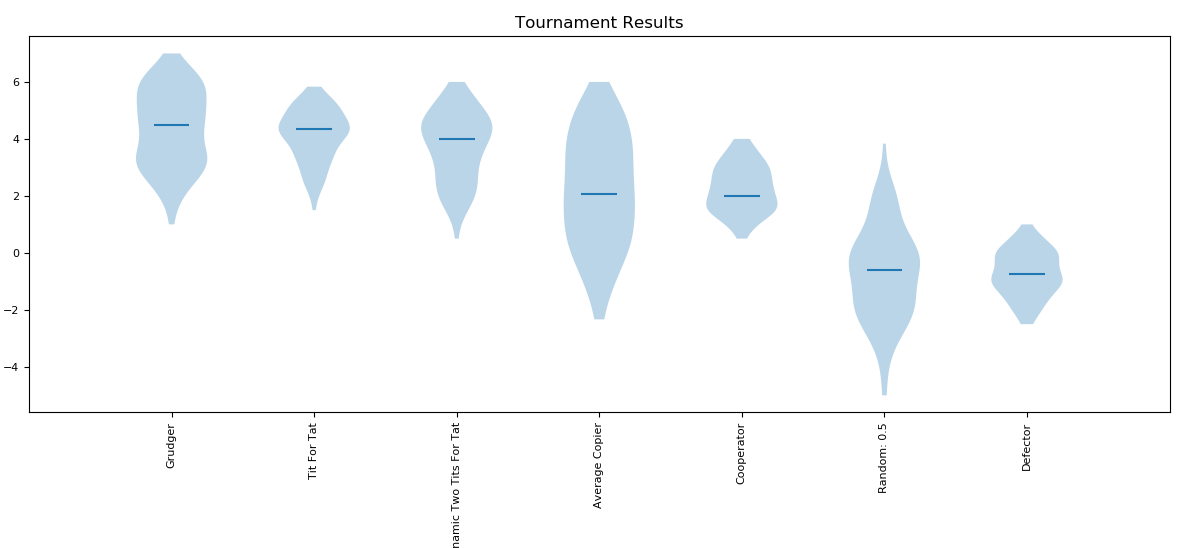 Tournament Results
6
4
2
0
−2
−4
Grudger
Tit For Tat
namic Two Tits For Tat
Average Copier
Cooperator
Random: 0.5
Defector